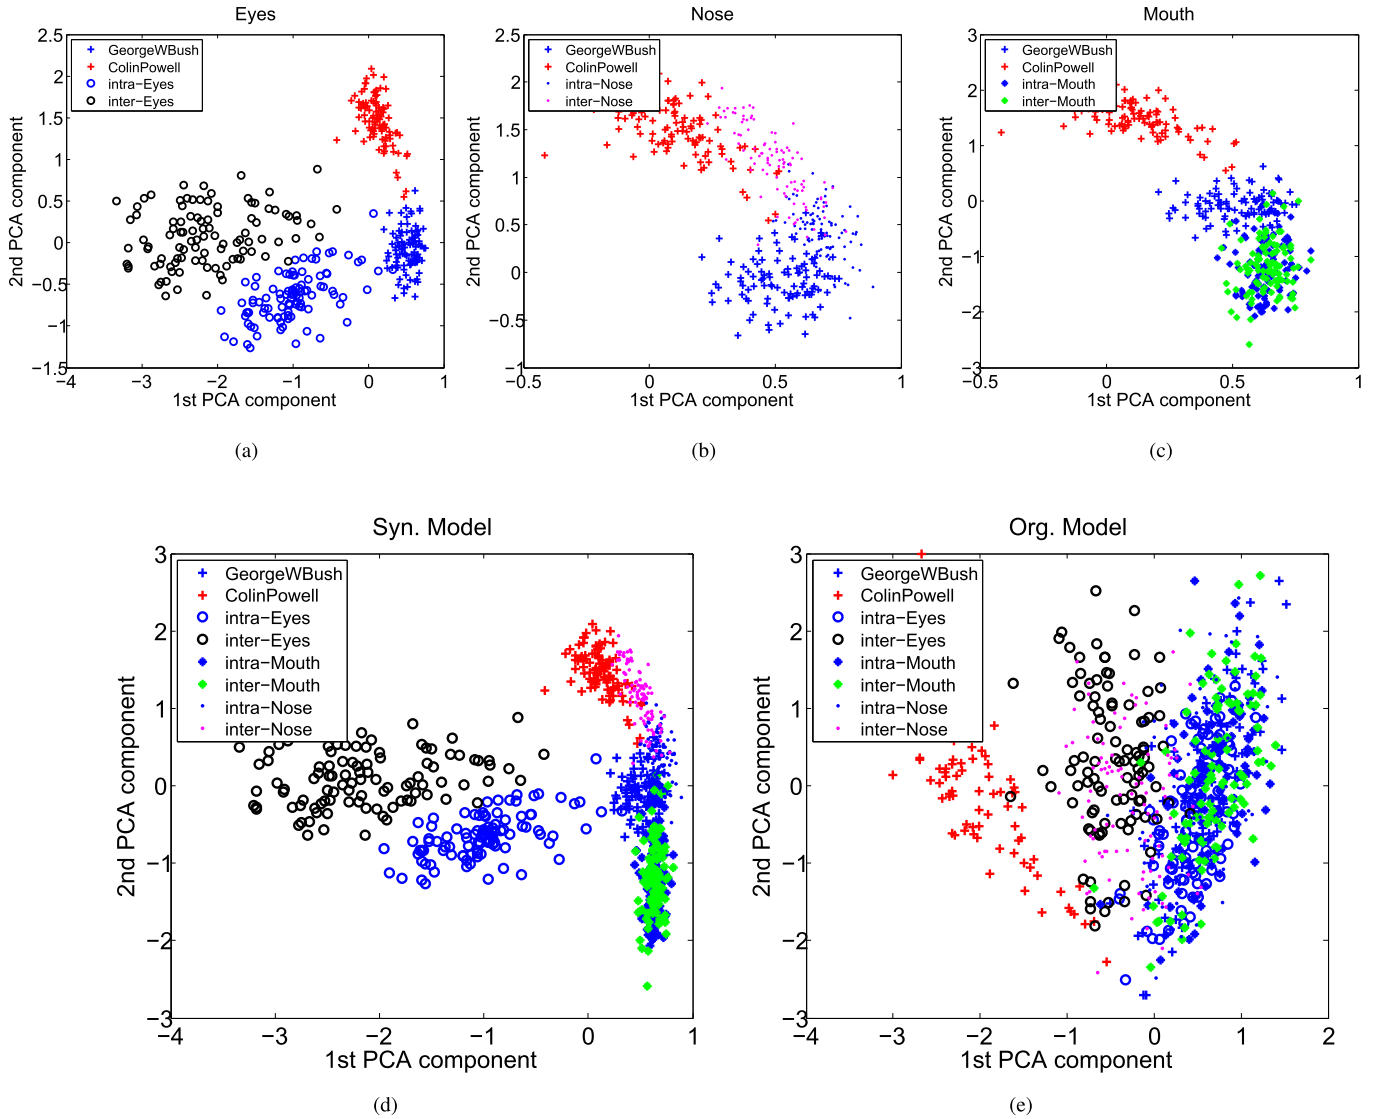 Eyes
2.5
2
1.5
1
0.5
0
−0.5
−1
−1.5
−4
−3
−2
−1
0
1
2nd PCA component
1st PCA component
GeorgeWBush
ColinPowell
intra−Eyes
inter−Eyes
(a)
Nose
2.5
2
1.5
1
0.5
0
−0.5
−1
−0.5
0
0.5
1
2nd PCA component
1st PCA component
GeorgeWBush
ColinPowell
intra−Nose
inter−Nose
(b)
Mouth
3
2
1
0
−1
−2
−3
−0.5
0
0.5
1
2nd PCA component
1st PCA component
GeorgeWBush
ColinPowell
intra−Mouth
inter−Mouth
(c)
Syn. Model
3
2
1
0
−1
−2
−3
−4
−3
−2
−1
0
1
2nd PCA component
1st PCA component
GeorgeWBush
ColinPowell
intra−Eyes
inter−Eyes
intra−Mouth
inter−Mouth
intra−Nose
inter−Nose
(d)
Org. Model
3
2
1
0
−1
−2
−3
−4
−3
−2
−1
0
1
2
2nd PCA component
1st PCA component
GeorgeWBush
ColinPowell
intra−Eyes
inter−Eyes
intra−Mouth
inter−Mouth
intra−Nose
inter−Nose
(e)